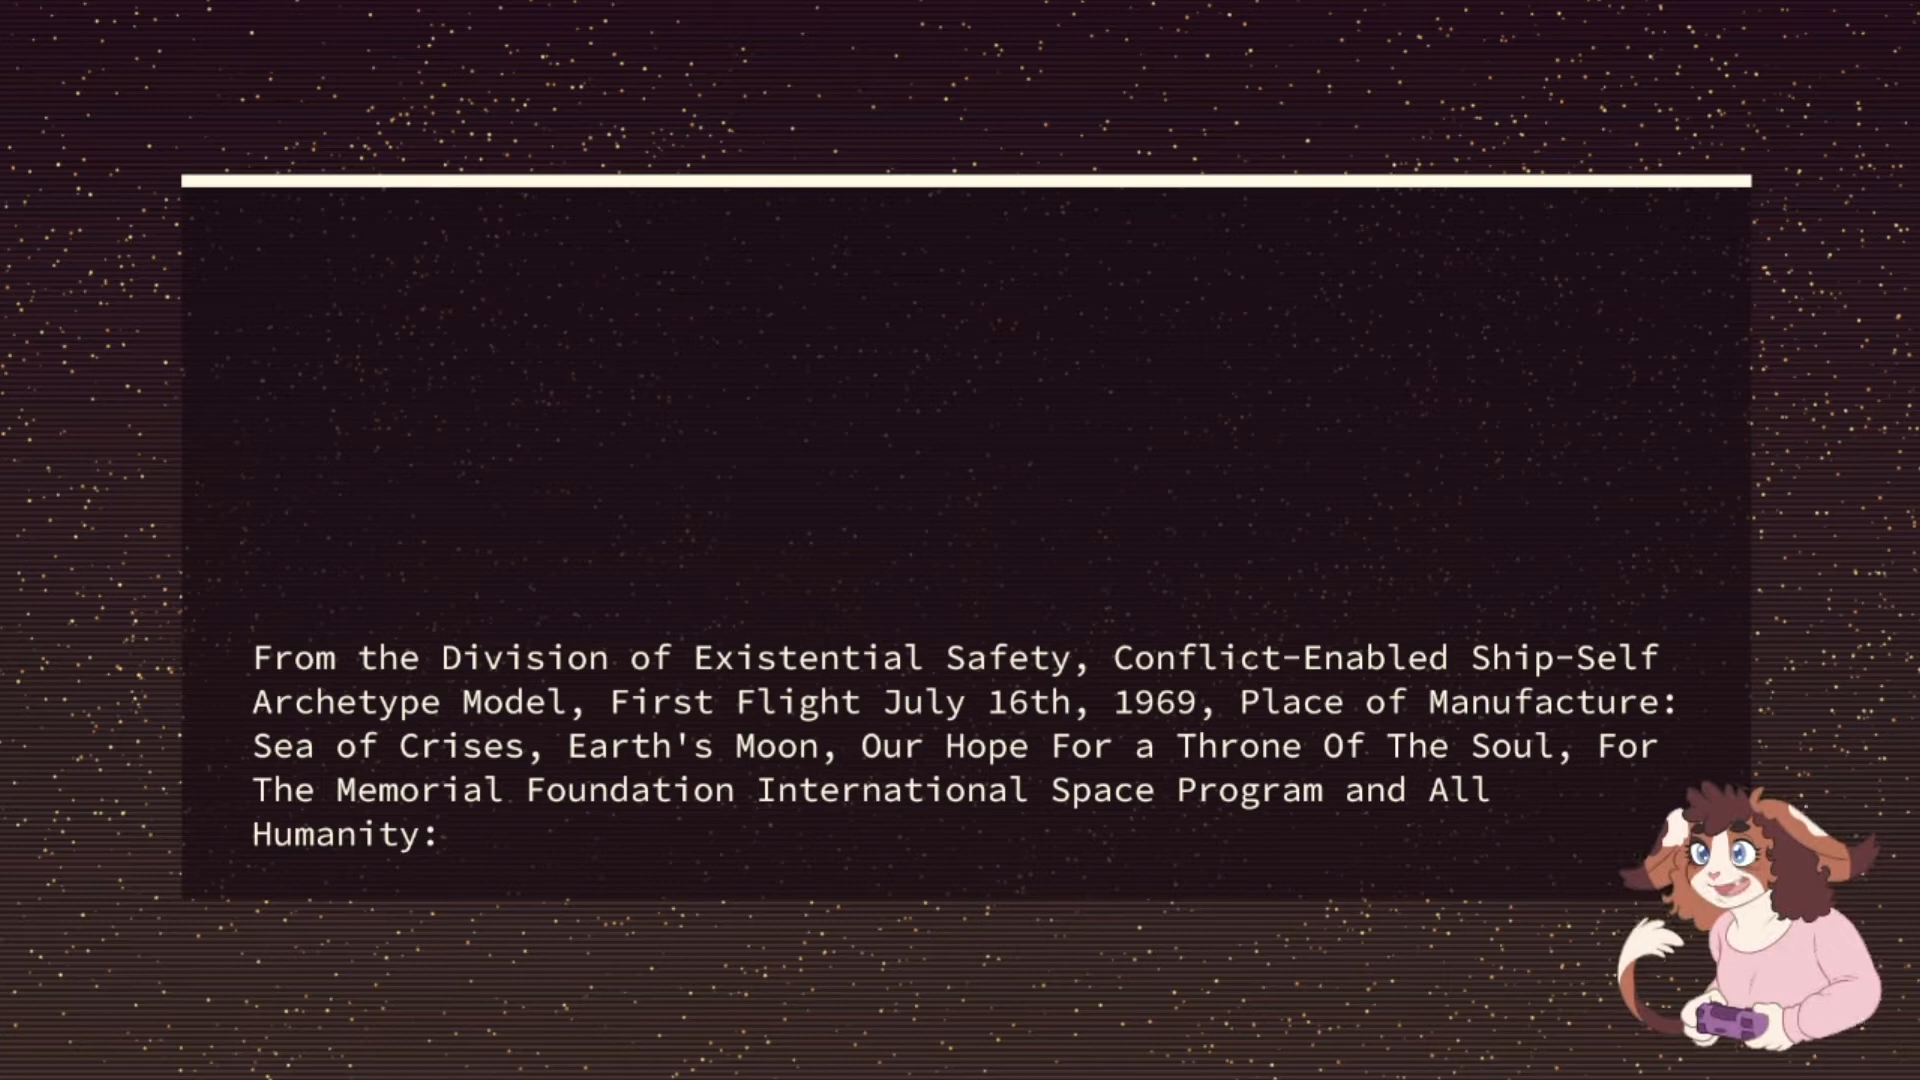 From the Division of Existential Safety, Conflict-Enabled Ship-Self
Archetype Model, First Flight July 16th, 1969, Place of Manufacture:
Sea of Crises, Earth's Moon, Our Hope For a Throne Of The Soul, For
The Memorial Foundation International Space Program and All
Humanity: